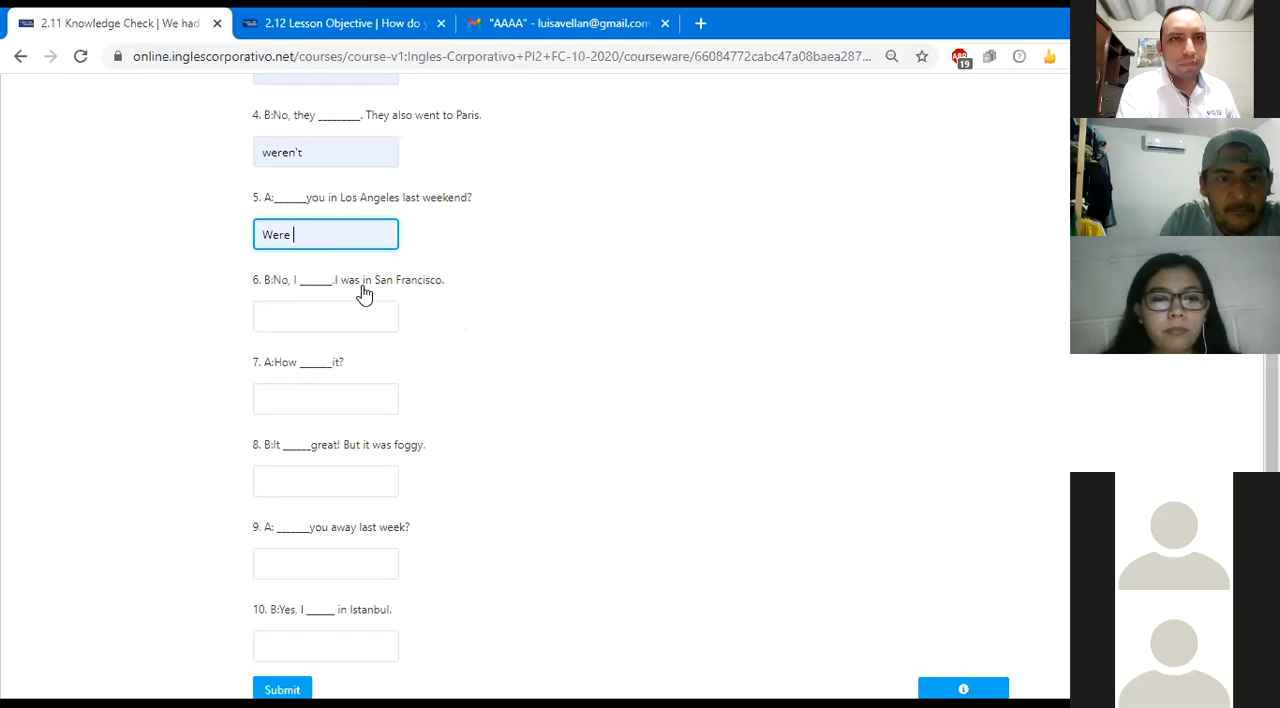 2.11 Knowledge Check | We had
2.12 Lesson Objective | How do y
"AAAA" - luisavellan@gmail.com
online.inglescorporativo.net/courses/course-v1:Ingles-Corporativo+PI2+FC-10-2020/courseware/66084772cabc47a08baea287...
19
4. B:No, they _________. They also went to Paris.
weren't
5. A:______you in Los Angeles last weekend?
Were
6. B:No, I ______.I was in San Francisco.
7. A:How ______it?
8. B:It _____great! But it was foggy.
9. A: ______you away last week?
10. B:Yes, I _____ in Istanbul.
Submit